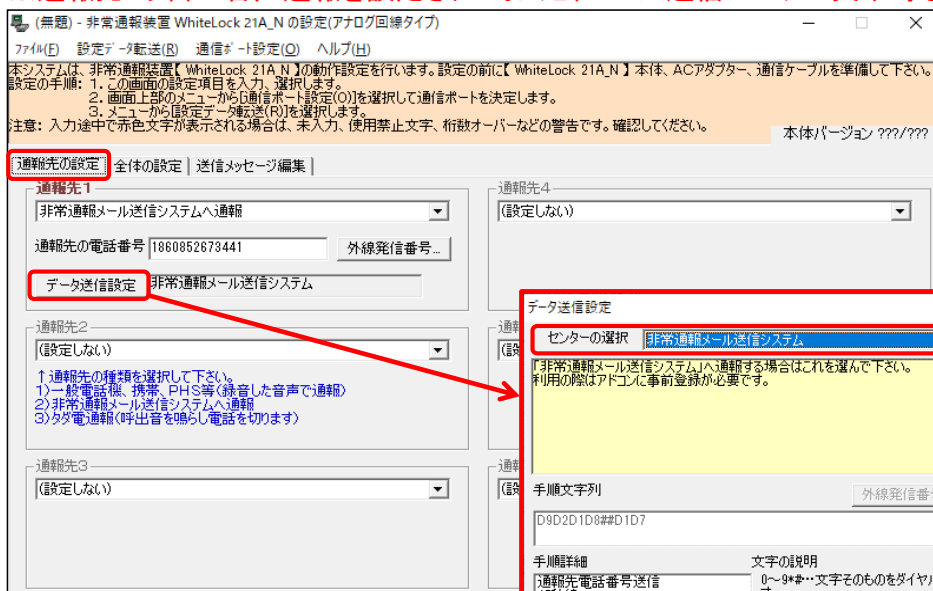 (無題) - 非常通報装置 WhiteLock 21A_N の設定(アナログ回線タイプ)
ファイル(F) 設定データ転送(R) 通信ポート設定(O) ヘルプ(H)
本システムは、非常通報装置【 WhiteLock 21A_N 】の動作設定を行います。設定の前に【 WhiteLock 21A_N 】本体、ACアダプター、通信ケーブルを準備して下さい。
設定の手順: 1. この画面の設定項目を入力、選択します。
2. 画面上部のメニューから[通信ポート設定(O)]を選択して通信ポートを決定します。
3. メニューから[設定データ転送(R)]を選択します。
注意: 入力途中で赤色文字が表示される場合は、未入力、使用禁止文字、桁数オーバーなどの警告です。確認してください。
本体バージョン ???/???
通報先の設定 全体の設定 送信メッセージ編集
通報先1
非常通報メール送信システムへ通報
通報先の電話番号 1860852673441 外線発信番号...
データ送信設定 非常通報メール送信システム
通報先4
(設定しない)
通報先2
(設定しない)
↑通報先の種類を選択して下さい。
1)一般電話機、携帯、PHS等(録音した音声で通報)
2)非常通報メール送信システムへ通報
3)タダ電通報(呼出音を鳴らし電話を切ります)
通報先3
(設定しない)
通報
(設
通報
(設
データ送信設定
センターの選択 非常通報メール送信システム
「非常通報メール送信システム」へ通報する場合はこれを選んで下さい。
利用の際はアドコムに事前登録が必要です。
手順文字列 外線発信番
D9D2D1D8##D1D7
手順詳細 文字の説明
通報先電話番号送信 0~9*#…文字そのものをダイヤル